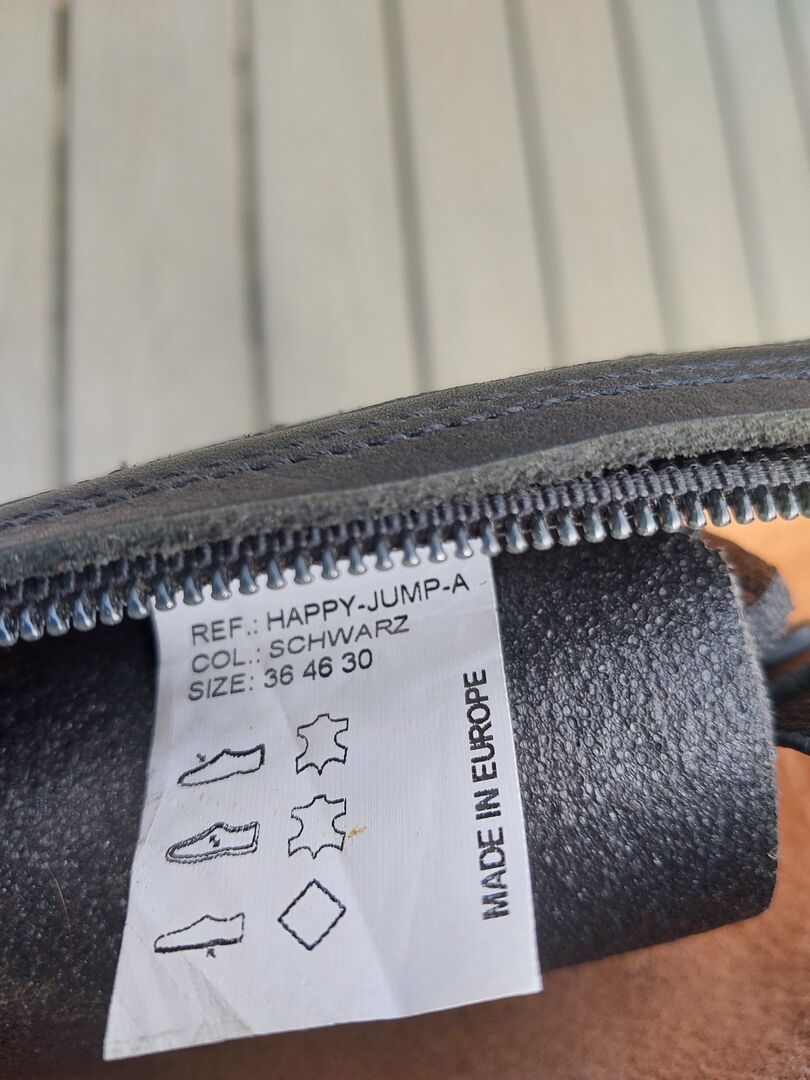 REF.: HAPPY-JUMP-A
COL.: SCHWARZ
SIZE: 36 46 30
MADE IN EUROPE